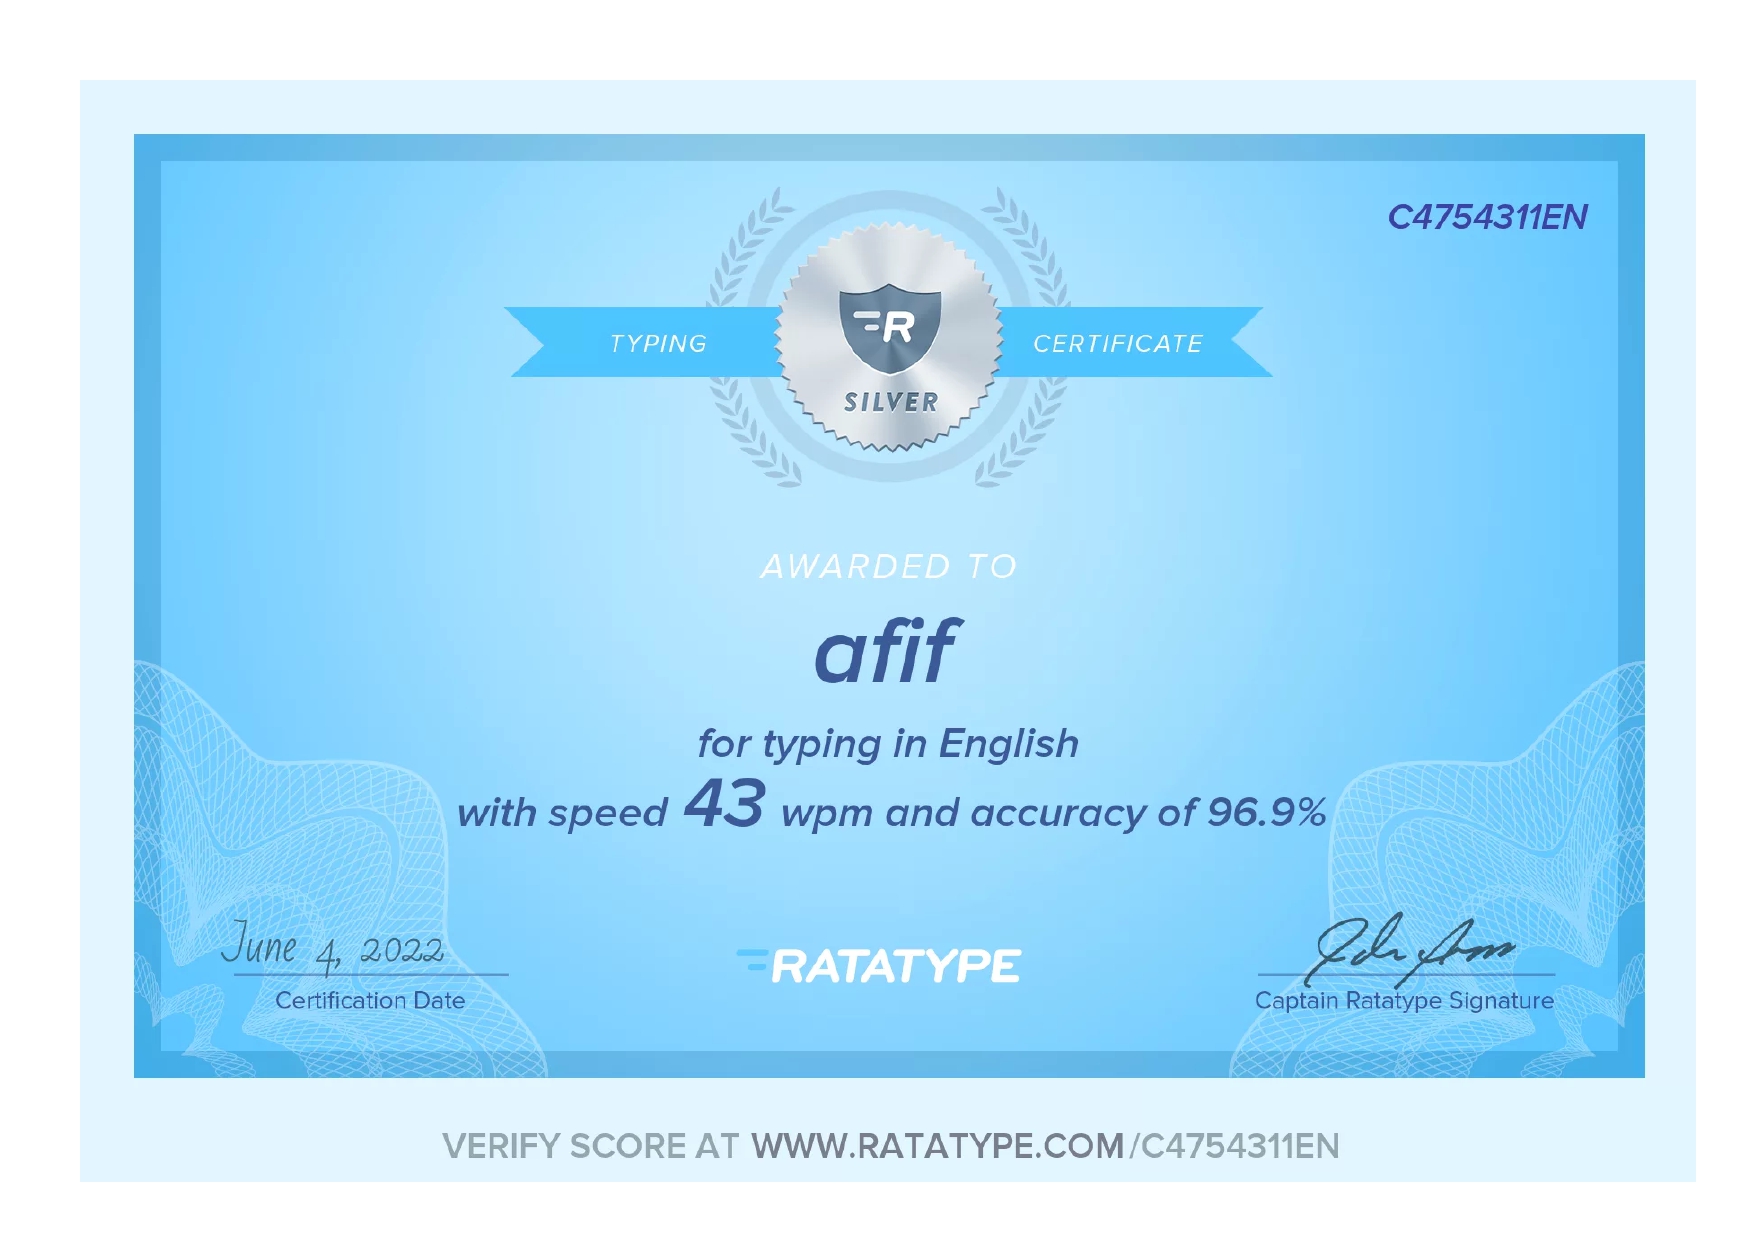 C4754311EN
TYPING
R
CERTIFICATE
SILVER
AWARDED TO
afif
for typing in English
with speed 43 wpm and accuracy of 96.9%
June 4, 2022
RATATYPE
Certification Date
Captain Ratatype Signature
VERIFY SCORE AT WWW.RATATYPE.COM/C4754311EN